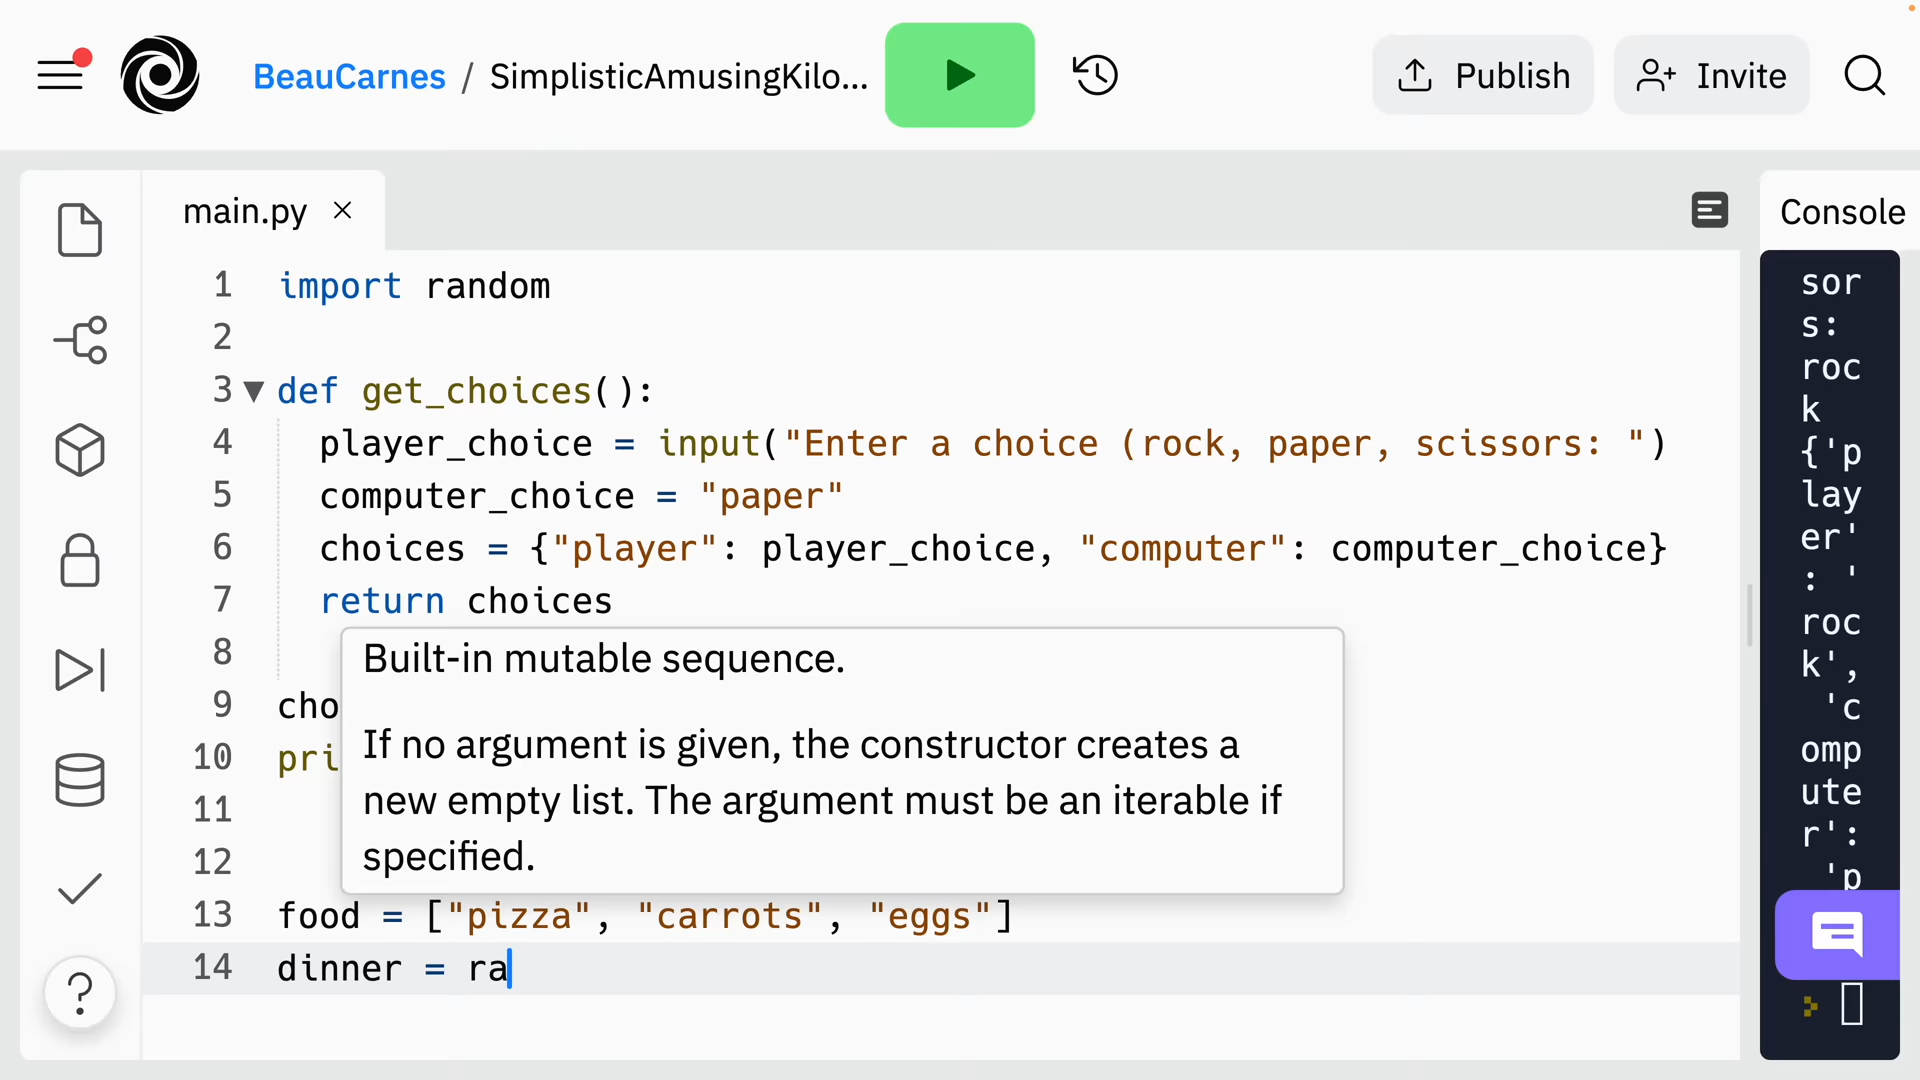 BeauCarnes / SimplisticAmusingKilo...
Publish
Invite
main.py ×
Console
1 import random
2
3 def get_choices():
4 player_choice = input("Enter a choice (rock, paper, scissors: ")
5 computer_choice = "paper"
6 choices = {"player": player_choice, "computer": computer_choice}
7 return choices
8
Built-in mutable sequence.
9 cho
If no argument is given, the constructor creates a
10 pri
new empty list. The argument must be an iterable if
11
specified.
12
13 food = ["pizza", "carrots", "eggs"]
14 dinner = ra
?
sor
s:
roc
k
{'p
lay
er'
: '
roc
k',
'c
omp
ute
r':
'p